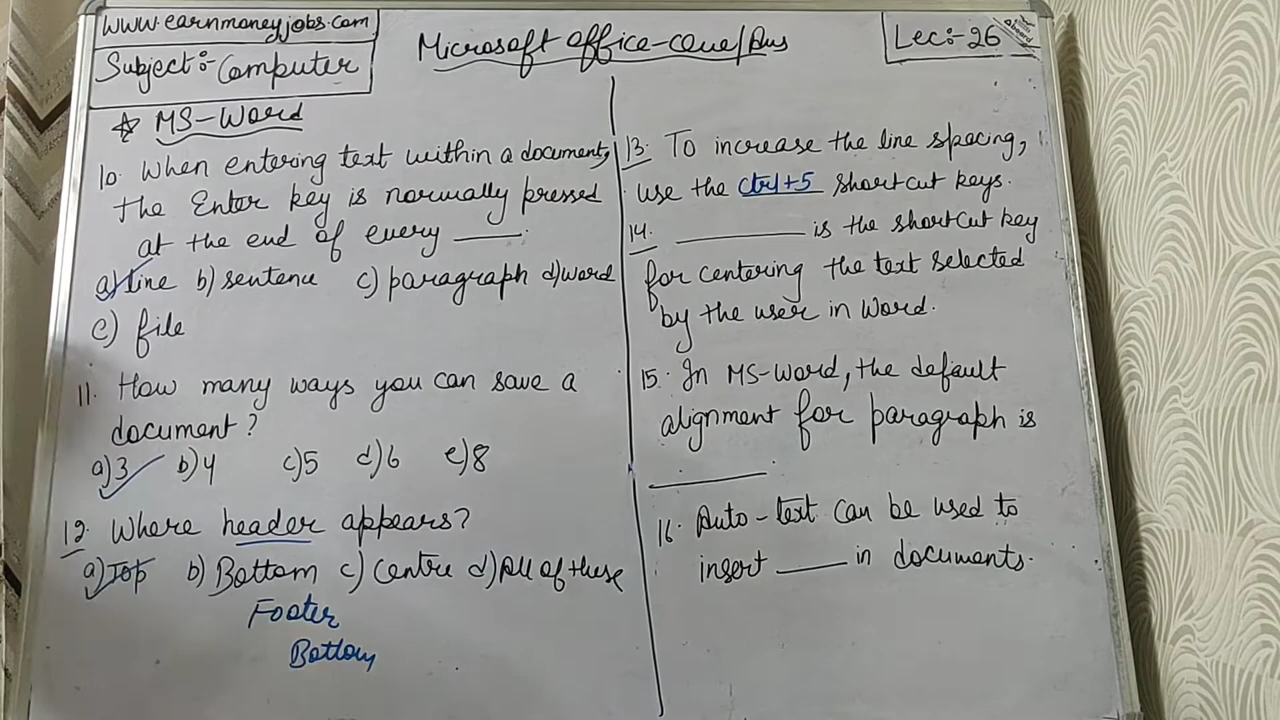 www.earnmoneyjobs.com
Subject:- Computer
Microsoft office-
Lec:-26
☆ MS-Word
10. When entering text within a document,
the Enter key is normally pressed
at the end of every ____.
a) line b) sentence c) paragraph d) word
e) file
11. How many ways you can save a
document?
a) 3 b) 4 c) 5 d) 6 e) 8
12. Where header appears?
a) Top b) Bottom c) Centre d) All of these
Footer
Bottom
13. To increase the line spacing,
use the ctrl+5 shortcut keys.
14. ________ is the shortcut key
for centering the text selected
by the user in Word.
15. In MS-Word, the default
alignment for paragraph is
________.
16. Auto-text can be used to
insert ____ in documents.